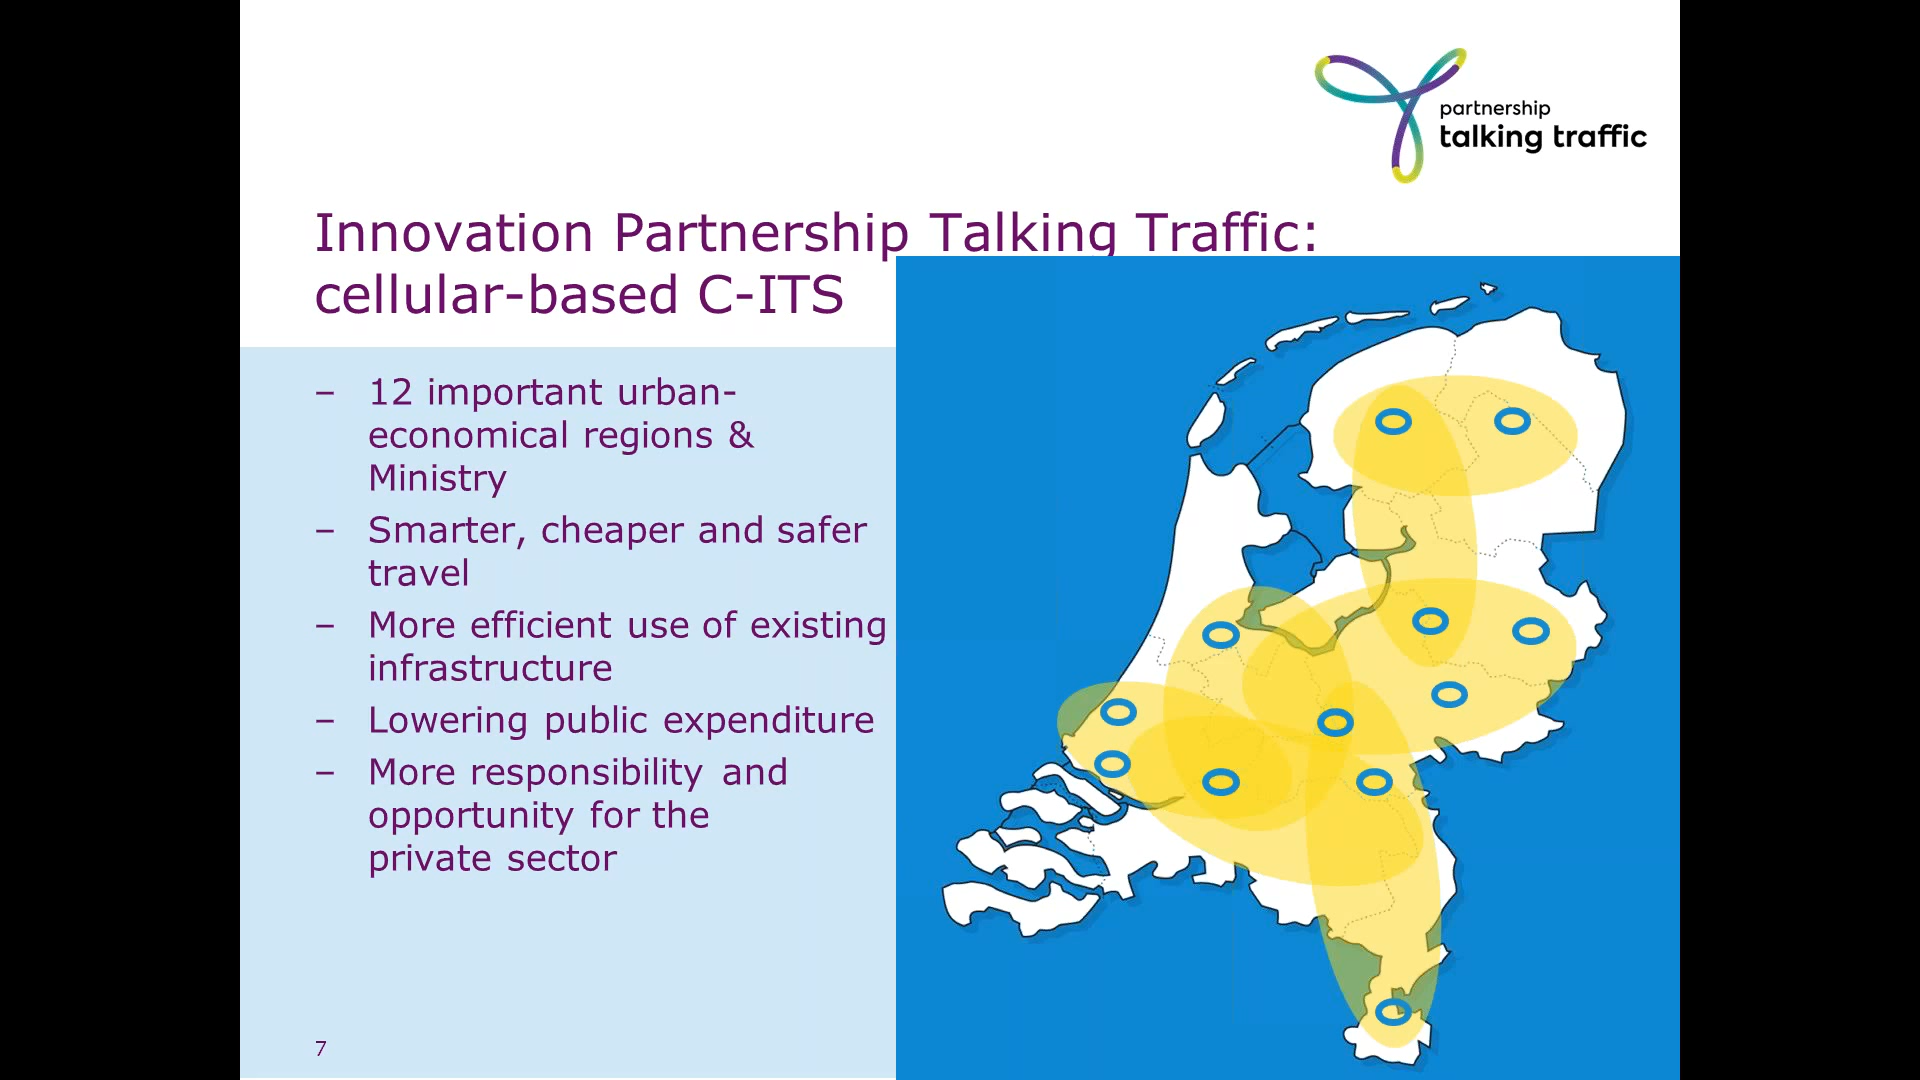 partnership
talking traffic
Innovation Partnership Talking Traffic:
cellular-based C-ITS
– 12 important urban-
economical regions &
Ministry
– Smarter, cheaper and safer
travel
– More efficient use of existing
infrastructure
– Lowering public expenditure
– More responsibility and
opportunity for the
private sector
7